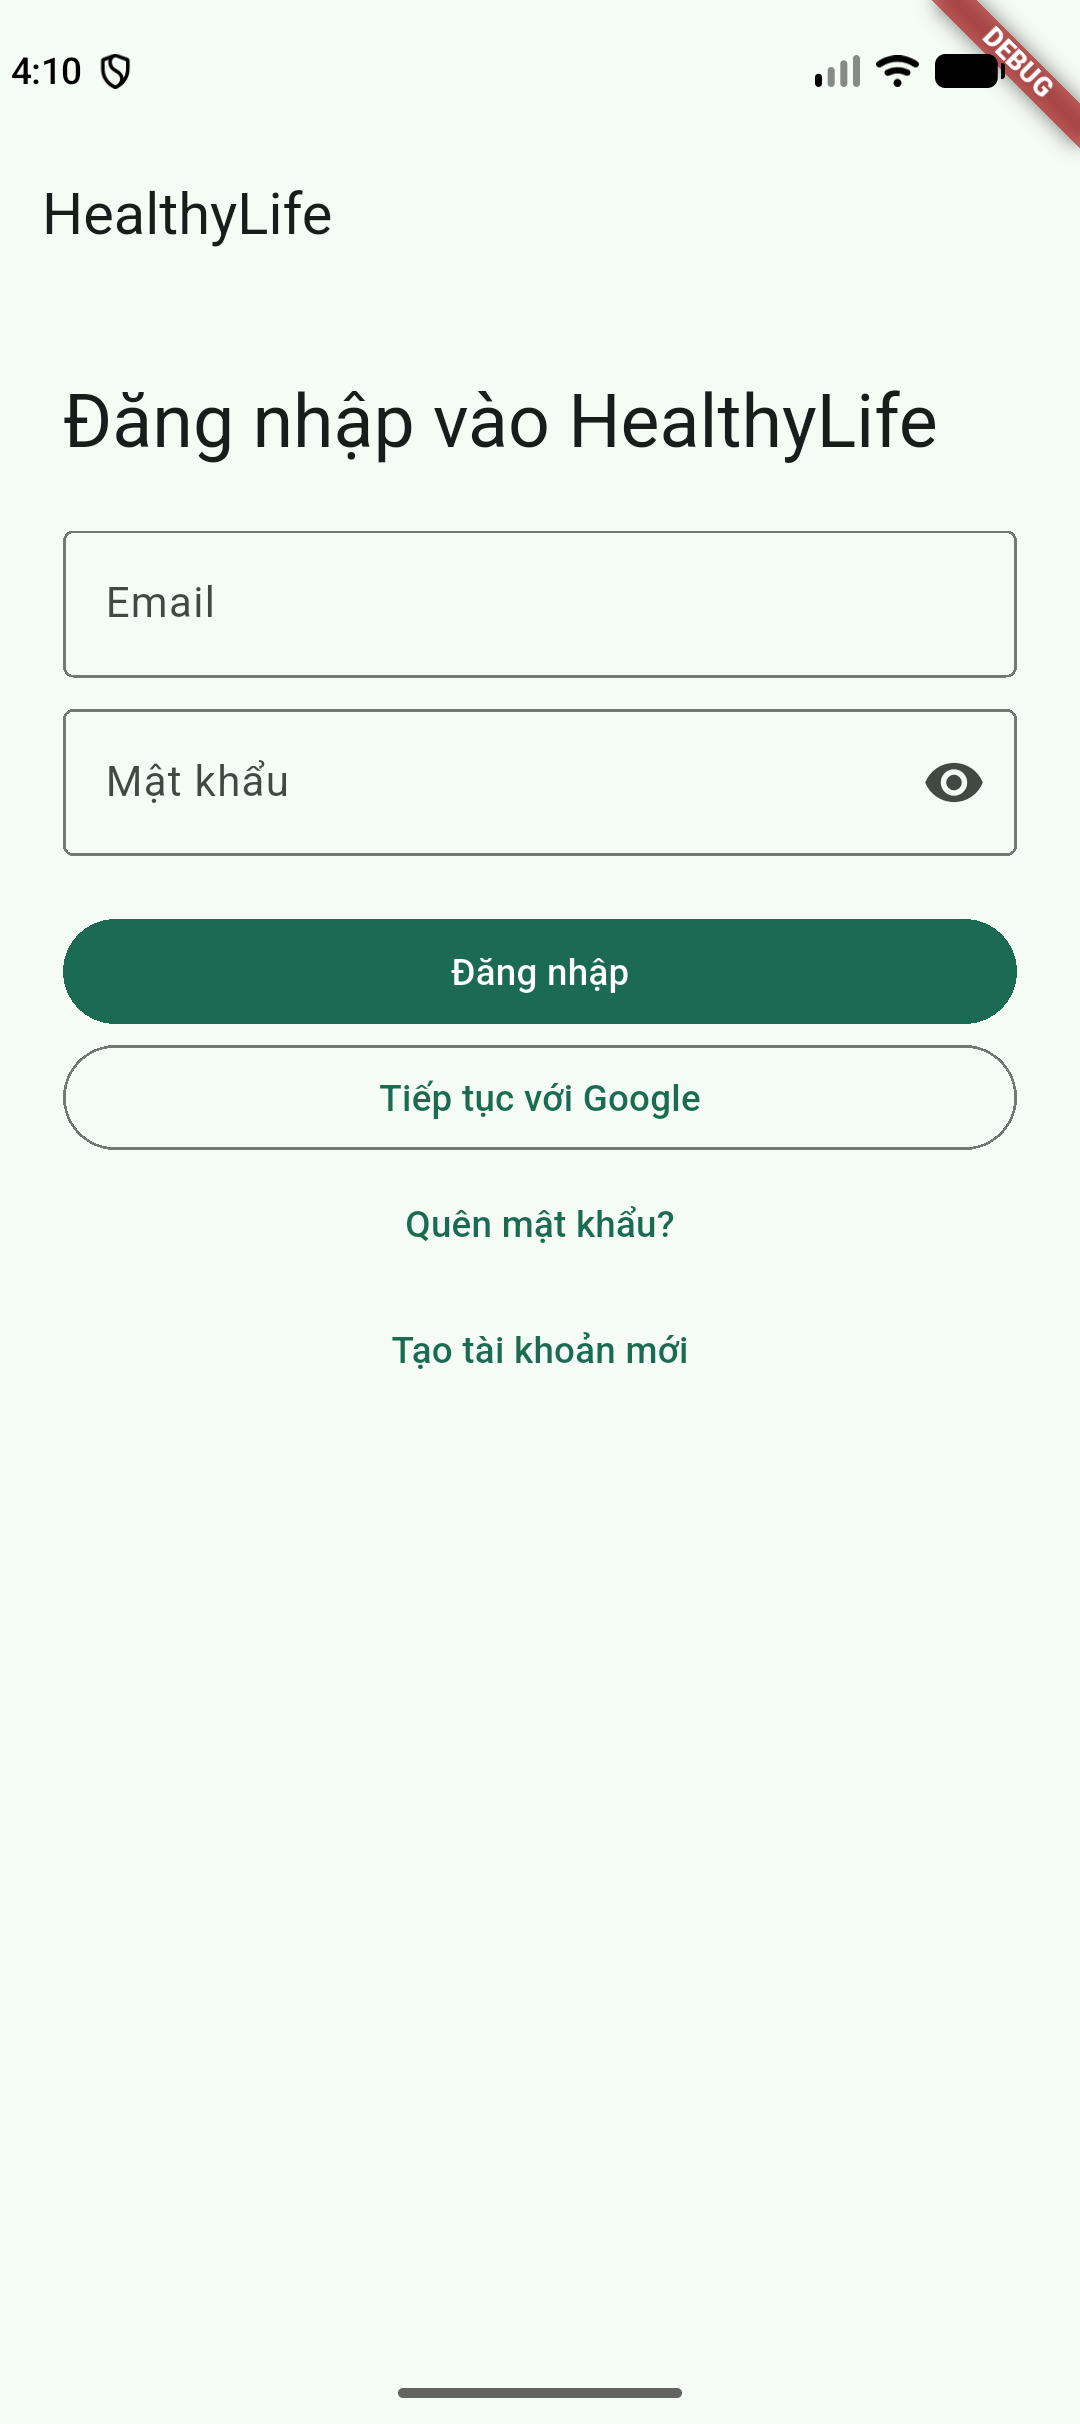 4:10
DEBUG
HealthyLife
Đăng nhập vào HealthyLife
Email
Mật khẩu
Đăng nhập
Tiếp tục với Google
Quên mật khẩu?
Tạo tài khoản mới